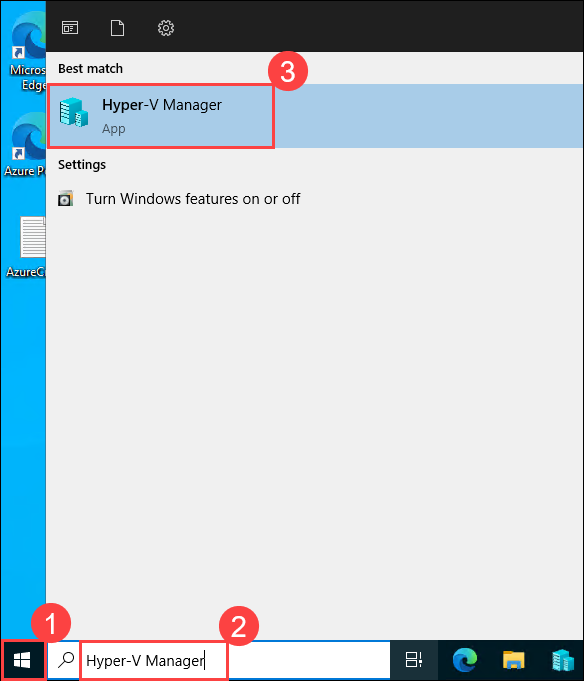 Best match
3
Hyper-V Manager
App
Settings
Turn Windows features on or off
Micros
Edge
Azure P
AzureC
1
2
Hyper-V Manager